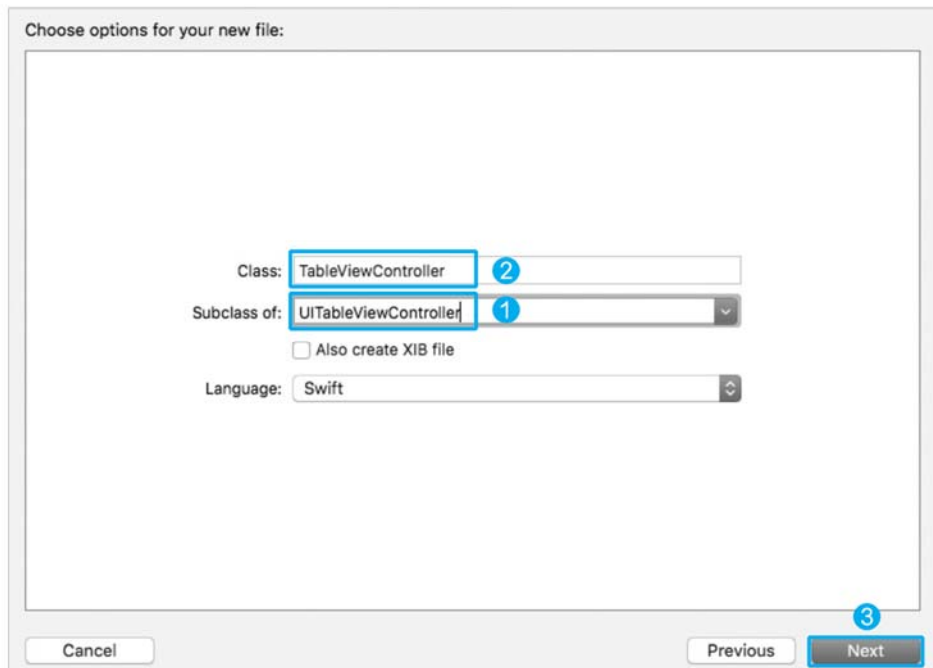 Choose options for your new file:
Class: TableViewController 2
Subclass of: UITableViewController 1
Also create XIB file
Language: Swift
3
Cancel Previous Next